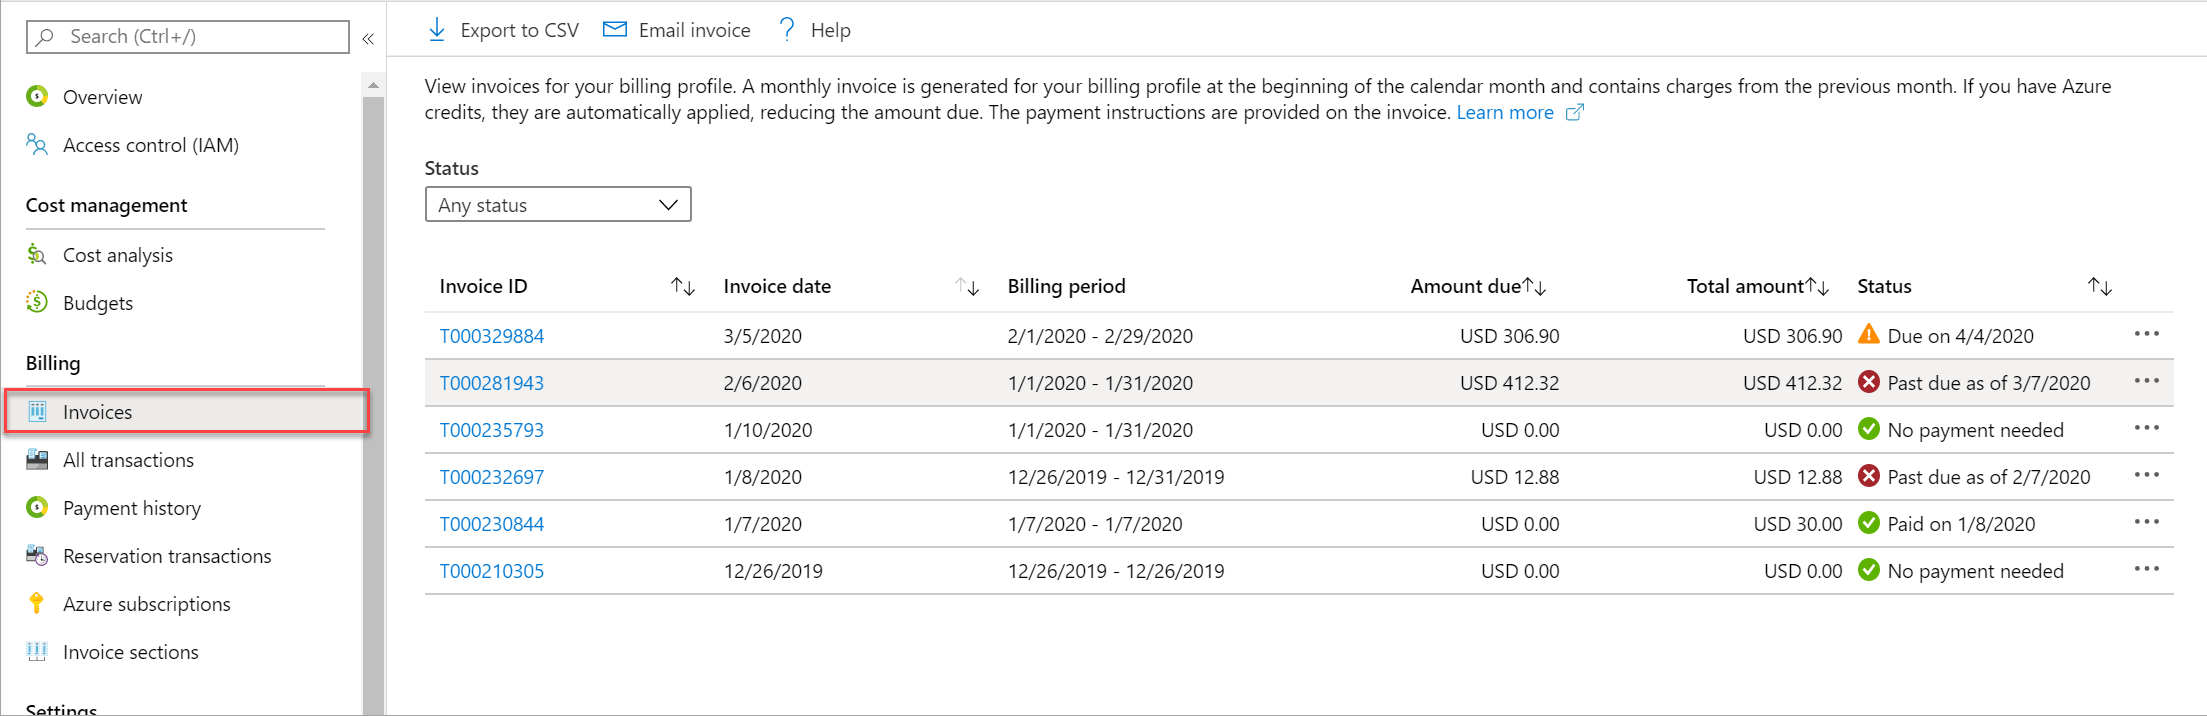 Search (Ctrl+/)
«
Overview
Access control (IAM)
Cost management
Cost analysis
Budgets
Billing
Invoices
All transactions
Payment history
Reservation transactions
Azure subscriptions
Invoice sections
Settings
Export to CSV Email invoice ? Help
View invoices for your billing profile. A monthly invoice is generated for your billing profile at the beginning of the calendar month and contains charges from the previous month. If you have Azure
credits, they are automatically applied, reducing the amount due. The payment instructions are provided on the invoice. Learn more
Status
Any status
Invoice ID ↑↓ Invoice date ↑↓ Billing period Amount due↑↓ Total amount↑↓ Status ↑↓
T000329884 3/5/2020 2/1/2020 - 2/29/2020 USD 306.90 USD 306.90 Due on 4/4/2020 ...
T000281943 2/6/2020 1/1/2020 - 1/31/2020 USD 412.32 USD 412.32 Past due as of 3/7/2020 ...
T000235793 1/10/2020 1/1/2020 - 1/31/2020 USD 0.00 USD 0.00 No payment needed ...
T000232697 1/8/2020 12/26/2019 - 12/31/2019 USD 12.88 USD 12.88 Past due as of 2/7/2020 ...
T000230844 1/7/2020 1/7/2020 - 1/7/2020 USD 0.00 USD 30.00 Paid on 1/8/2020 ...
T000210305 12/26/2019 12/26/2019 - 12/26/2019 USD 0.00 USD 0.00 No payment needed ...